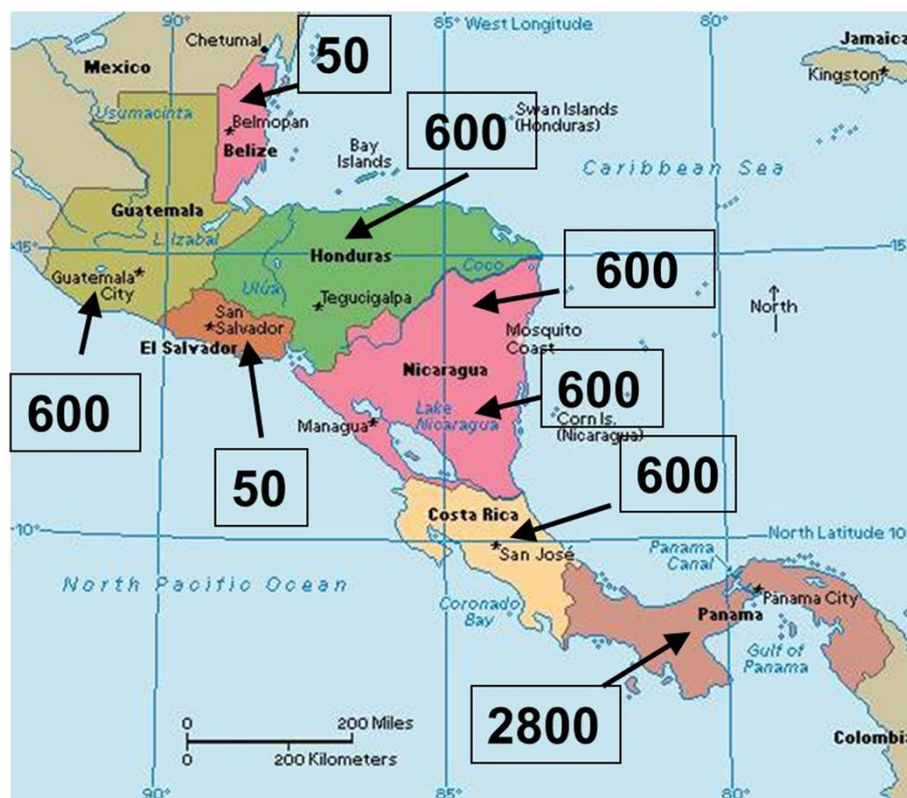 90°
85°
West Longitude
80°
Chetumal
50
Jamaica
Mexico
Kingston
Usumacinta
Belmopan
600
Swan Islands
(Honduras)
Belize
Bay
Islands
Caribbean Sea
Guatemala
L. Izabal
15°
Honduras
Coco
600
15°
Guatemala
City
Ulúa
Tegucigalpa
North
San
Salvador
Mosquito
Coast
El Salvador
Nicaragua
600
600
Lake
Nicaragua
Corn Is.
(Nicaragua)
Managua
50
600
Costa Rica
10°
North Latitude 10
San José
Panama
Canal
North Pacific Ocean
Panama City
Coronado
Bay
Panama
Gulf of
Panama
2800
0 200 Miles
0 200 Kilometers
Colombia
90°
85°
80°